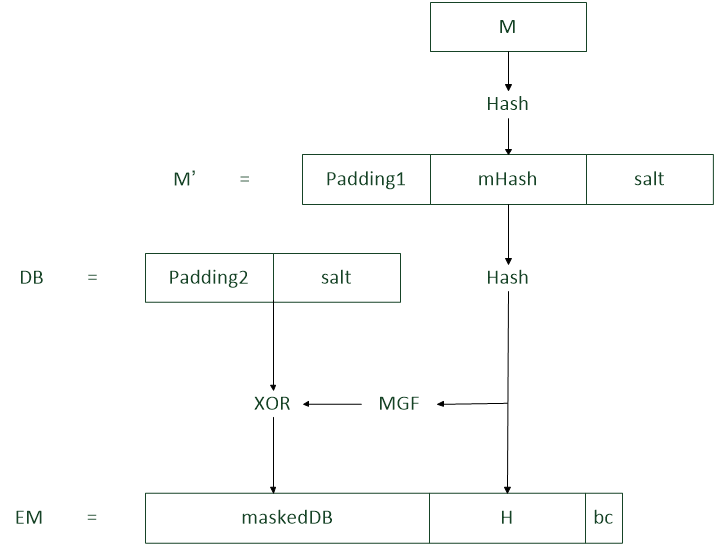 M
Hash
M’ = Padding1 mHash salt
DB = Padding2 salt Hash
XOR MGF
EM = maskedDB H bc